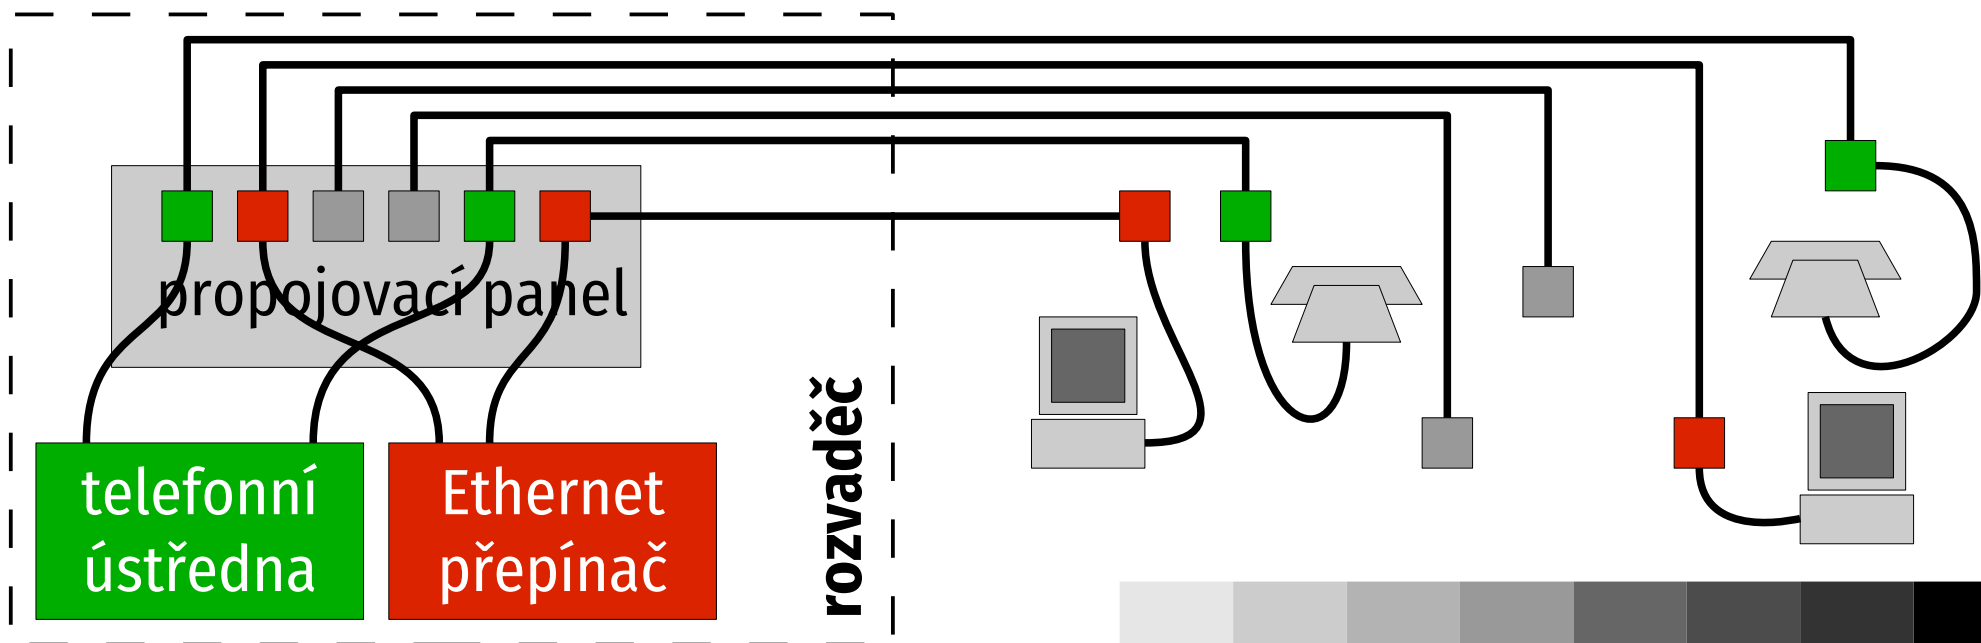 propojovací panel
telefonní
ústředna
Ethernet
přepínač
rozvaděč